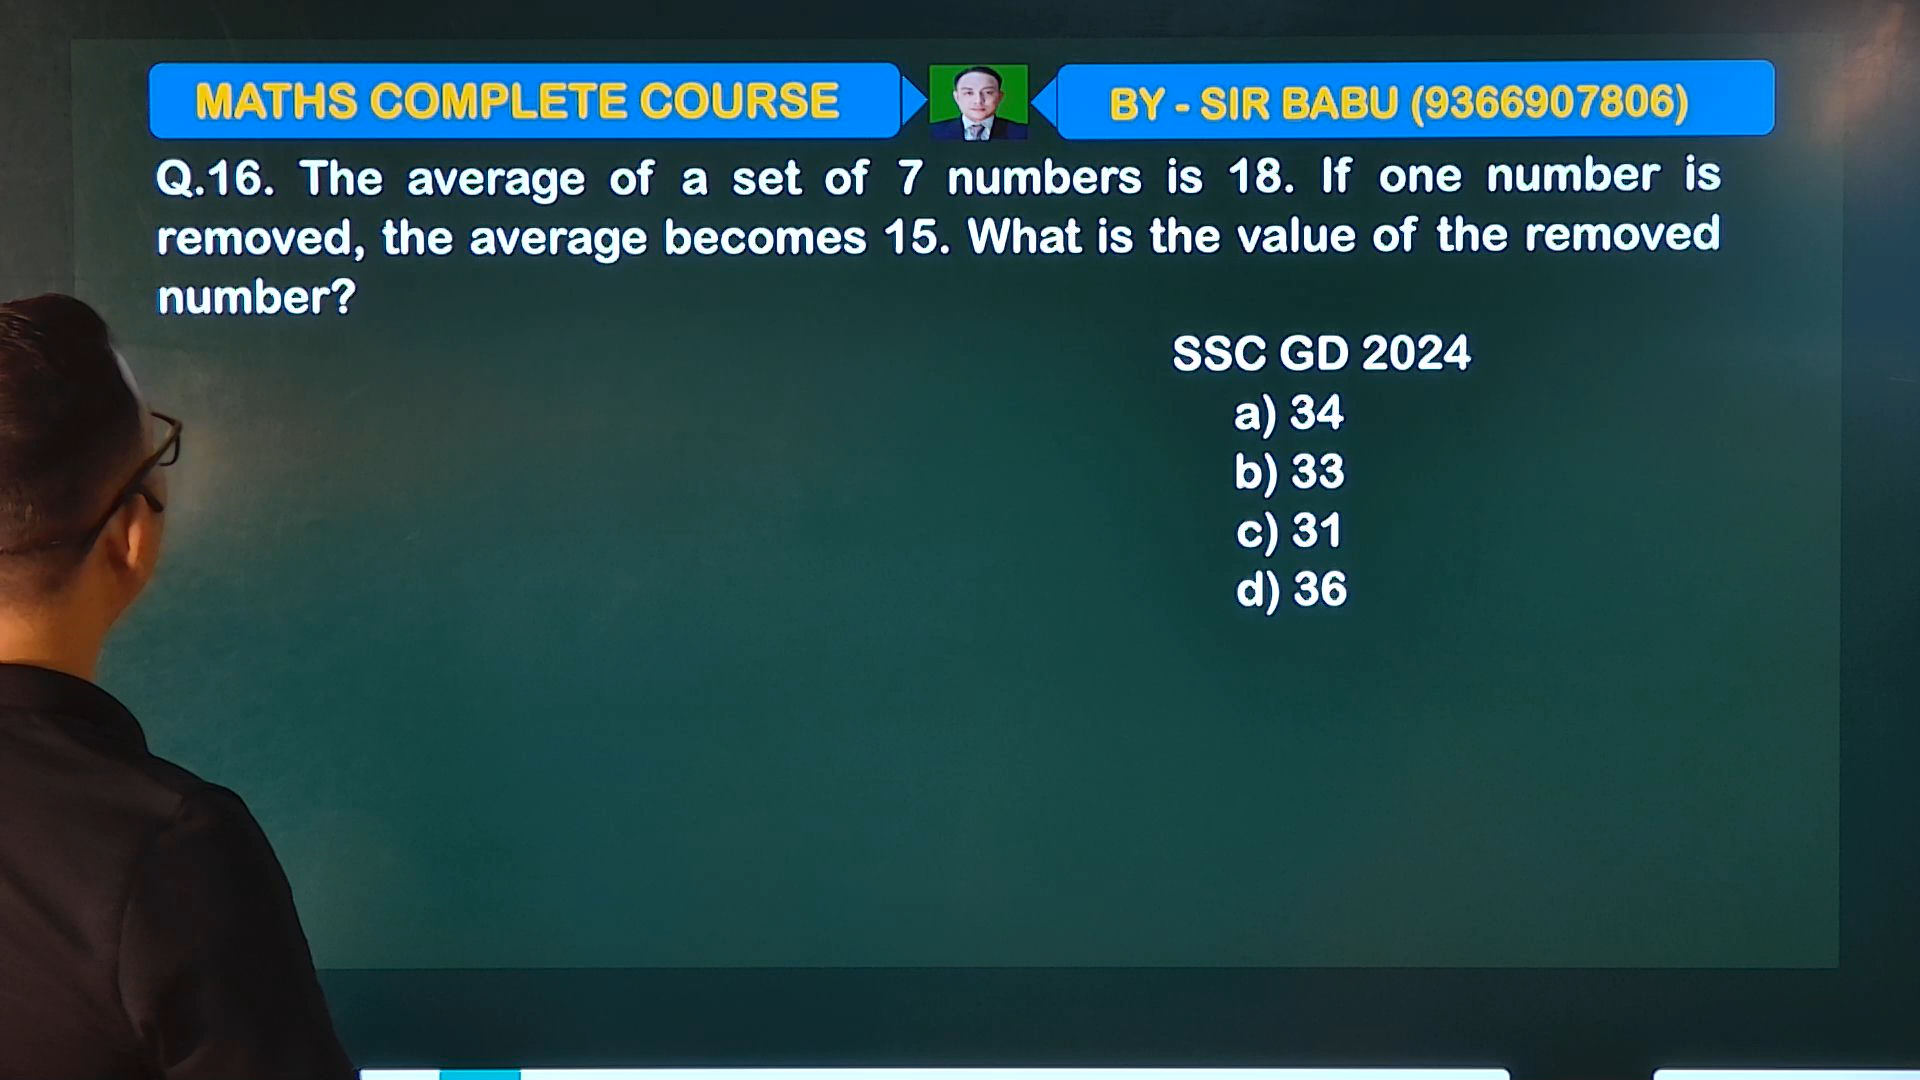 MATHS COMPLETE COURSE
BY - SIR BABU (9366907806)
Q.16. The average of a set of 7 numbers is 18. If one number is
removed, the average becomes 15. What is the value of the removed
number?
SSC GD 2024
a) 34
b) 33
c) 31
d) 36